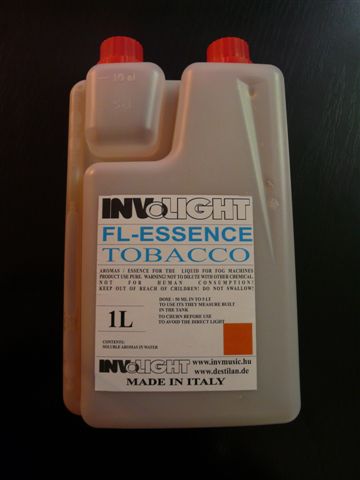 10 cl
5 cl
INVOLIGHT
FL-ESSENCE
TOBACCO
AROMAS / ESSENCE FOR THE LIQUID FOR FOG MACHINES
PRODUCT USE PURE. WARNING! NOT TO DILUTE WITH OTHER CHEMICAL.
NOT FOR HUMAN CONSUMPTION!
KEEP OUT OF REACH OF CHILDREN! DO NOT SWALLOW!
1L
DOSE : 50 ML IN TO 5 LT
TO USE ITS THEY MEASURE BUILT
IN THE TANK
TO CHURN BEFORE USE
TO AVOID THE DIRECT LIGHT
CONTENTS:
SOLUBLE AROMAS IN WATER
INVOLIGHT
www.invmusic.hu
www.destilan.de
MADE IN ITALY